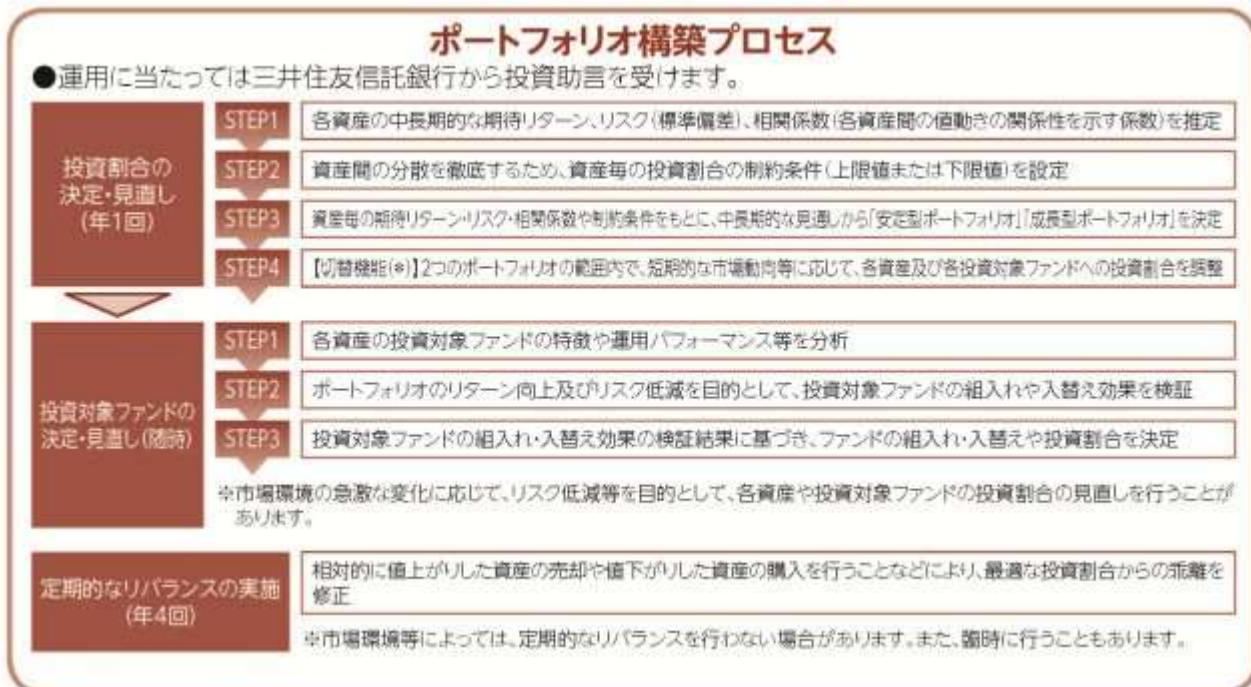 ポートフォリオ構築プロセス
●運用に当たっては三井住友信託銀行から投資助言を受けます。
投資割合の
決定・見直し
(年1回)
STEP1
各資産の中長期的な期待リターン、リスク(標準偏差)、相関係数(各資産間の値動きの関係性を示す係数)を推定
STEP2
資産間の分散を徹底するため、資産毎の投資割合の制約条件(上限値または下限値)を設定
STEP3
資産毎の期待リターン・リスク・相関係数や制約条件をもとに、中長期的な見通しから「安定型ポートフォリオ」「成長型ポートフォリオ」を決定
STEP4
【切替機能(*)】2つのポートフォリオの範囲内で、短期的な市場動向等に応じて、各資産及び各投資対象ファンドへの投資割合を調整
投資対象ファンドの
決定・見直し(随時)
STEP1
各資産の投資対象ファンドの特徴や運用パフォーマンス等を分析
STEP2
ポートフォリオのリターン向上及びリスク低減を目的として、投資対象ファンドの組入れや入替え効果を検証
STEP3
投資対象ファンドの組入れ・入替え効果の検証結果に基づき、ファンドの組入れ・入替えや投資割合を決定
※市場環境の急激な変化に応じて、リスク低減等を目的として、各資産や投資対象ファンドの投資割合の見直しを行うことが
あります。
定期的なリバランスの実施
(年4回)
相対的に値上がりした資産の売却や値下がりした資産の購入を行うことなどにより、最適な投資割合からの乖離を
修正
※市場環境等によっては、定期的なリバランスを行わない場合があります。また、臨時に行うこともあります。